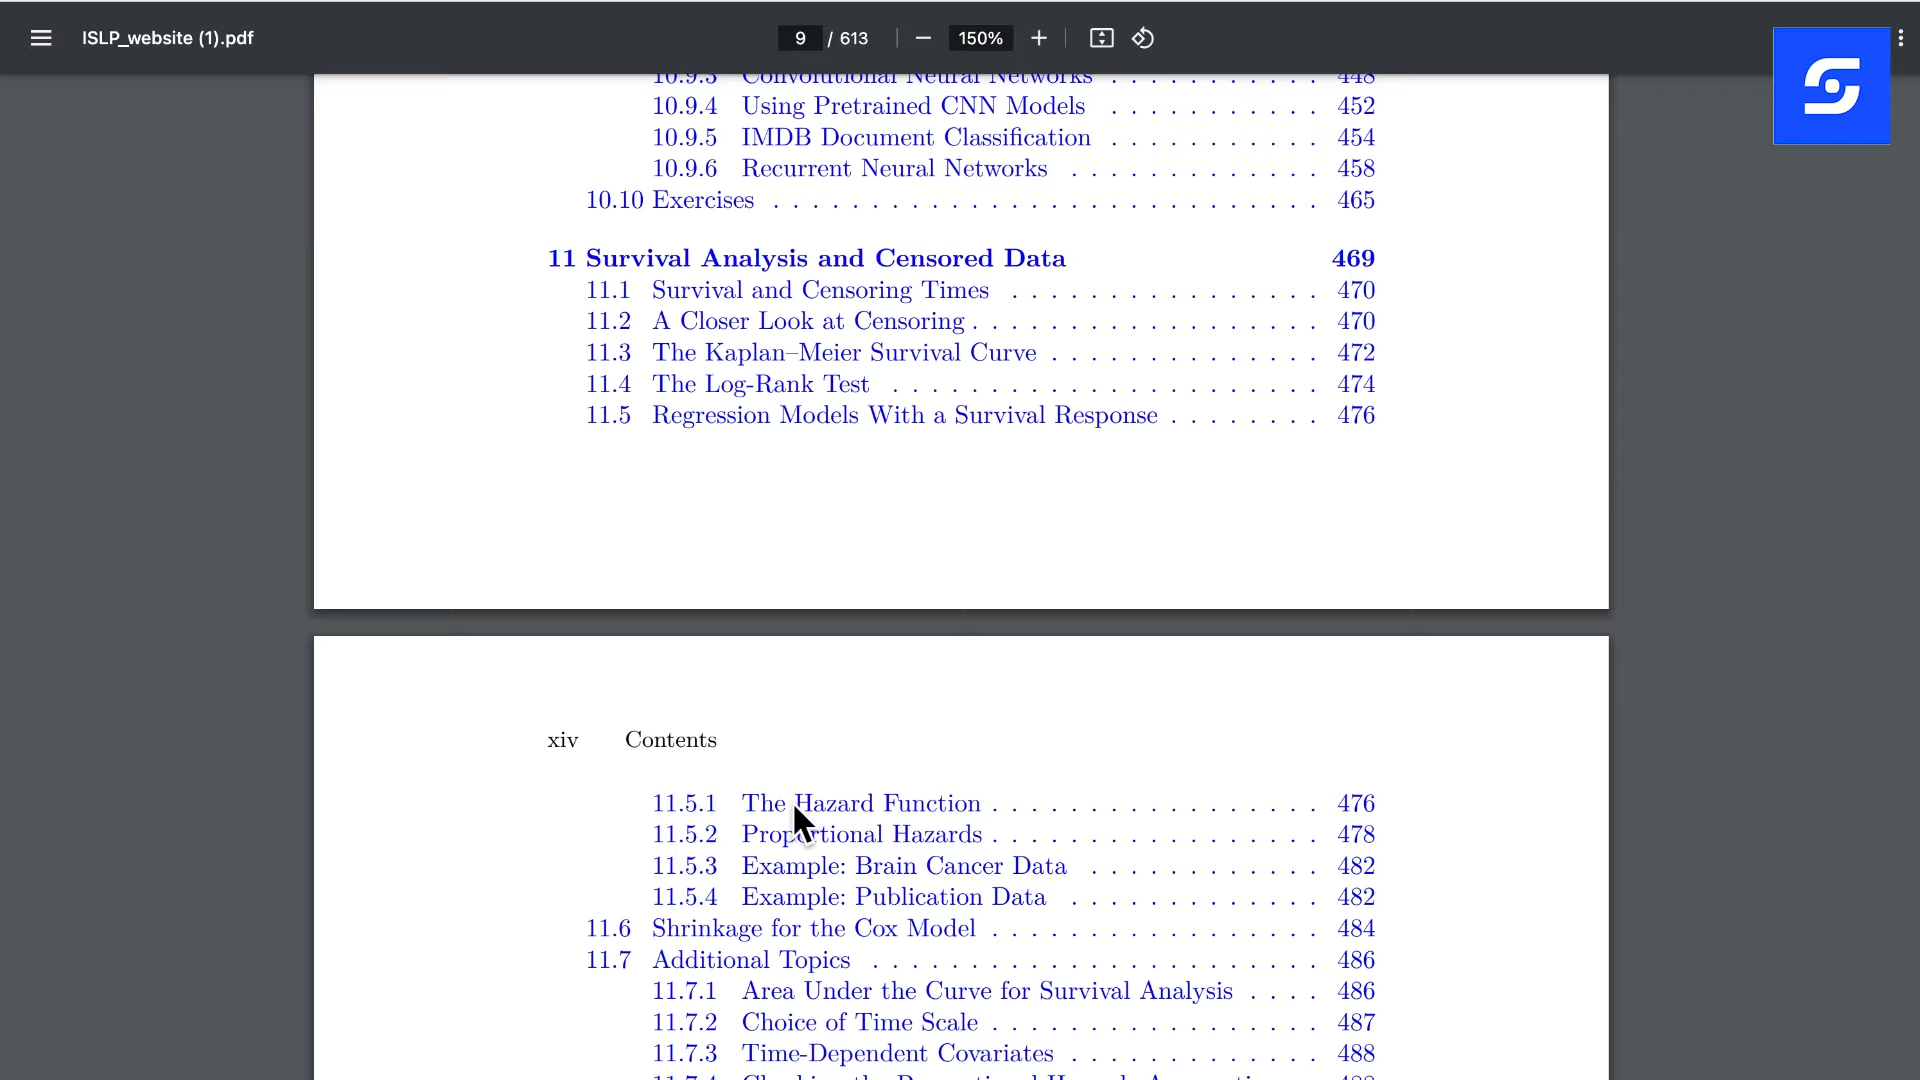 ISLP_website (1).pdf
9 / 613
150%
10.9.3 Convolutional Neural Networks . . . . . . . . . . . 448
10.9.4 Using Pretrained CNN Models . . . . . . . . . . . 452
10.9.5 IMDB Document Classification . . . . . . . . . . . 454
10.9.6 Recurrent Neural Networks . . . . . . . . . . . . . 458
10.10 Exercises . . . . . . . . . . . . . . . . . . . . . . . . . . . . 465
11 Survival Analysis and Censored Data 469
11.1 Survival and Censoring Times . . . . . . . . . . . . . . . . 470
11.2 A Closer Look at Censoring . . . . . . . . . . . . . . . . . . 470
11.3 The Kaplan–Meier Survival Curve . . . . . . . . . . . . . . 472
11.4 The Log-Rank Test . . . . . . . . . . . . . . . . . . . . . . 474
11.5 Regression Models With a Survival Response . . . . . . . . 476
xiv Contents
11.5.1 The Hazard Function . . . . . . . . . . . . . . . . . 476
11.5.2 Proportional Hazards . . . . . . . . . . . . . . . . . 478
11.5.3 Example: Brain Cancer Data . . . . . . . . . . . . 482
11.5.4 Example: Publication Data . . . . . . . . . . . . . 482
11.6 Shrinkage for the Cox Model . . . . . . . . . . . . . . . . . 484
11.7 Additional Topics . . . . . . . . . . . . . . . . . . . . . . . 486
11.7.1 Area Under the Curve for Survival Analysis . . . . 486
11.7.2 Choice of Time Scale . . . . . . . . . . . . . . . . . 487
11.7.3 Time-Dependent Covariates . . . . . . . . . . . . . 488